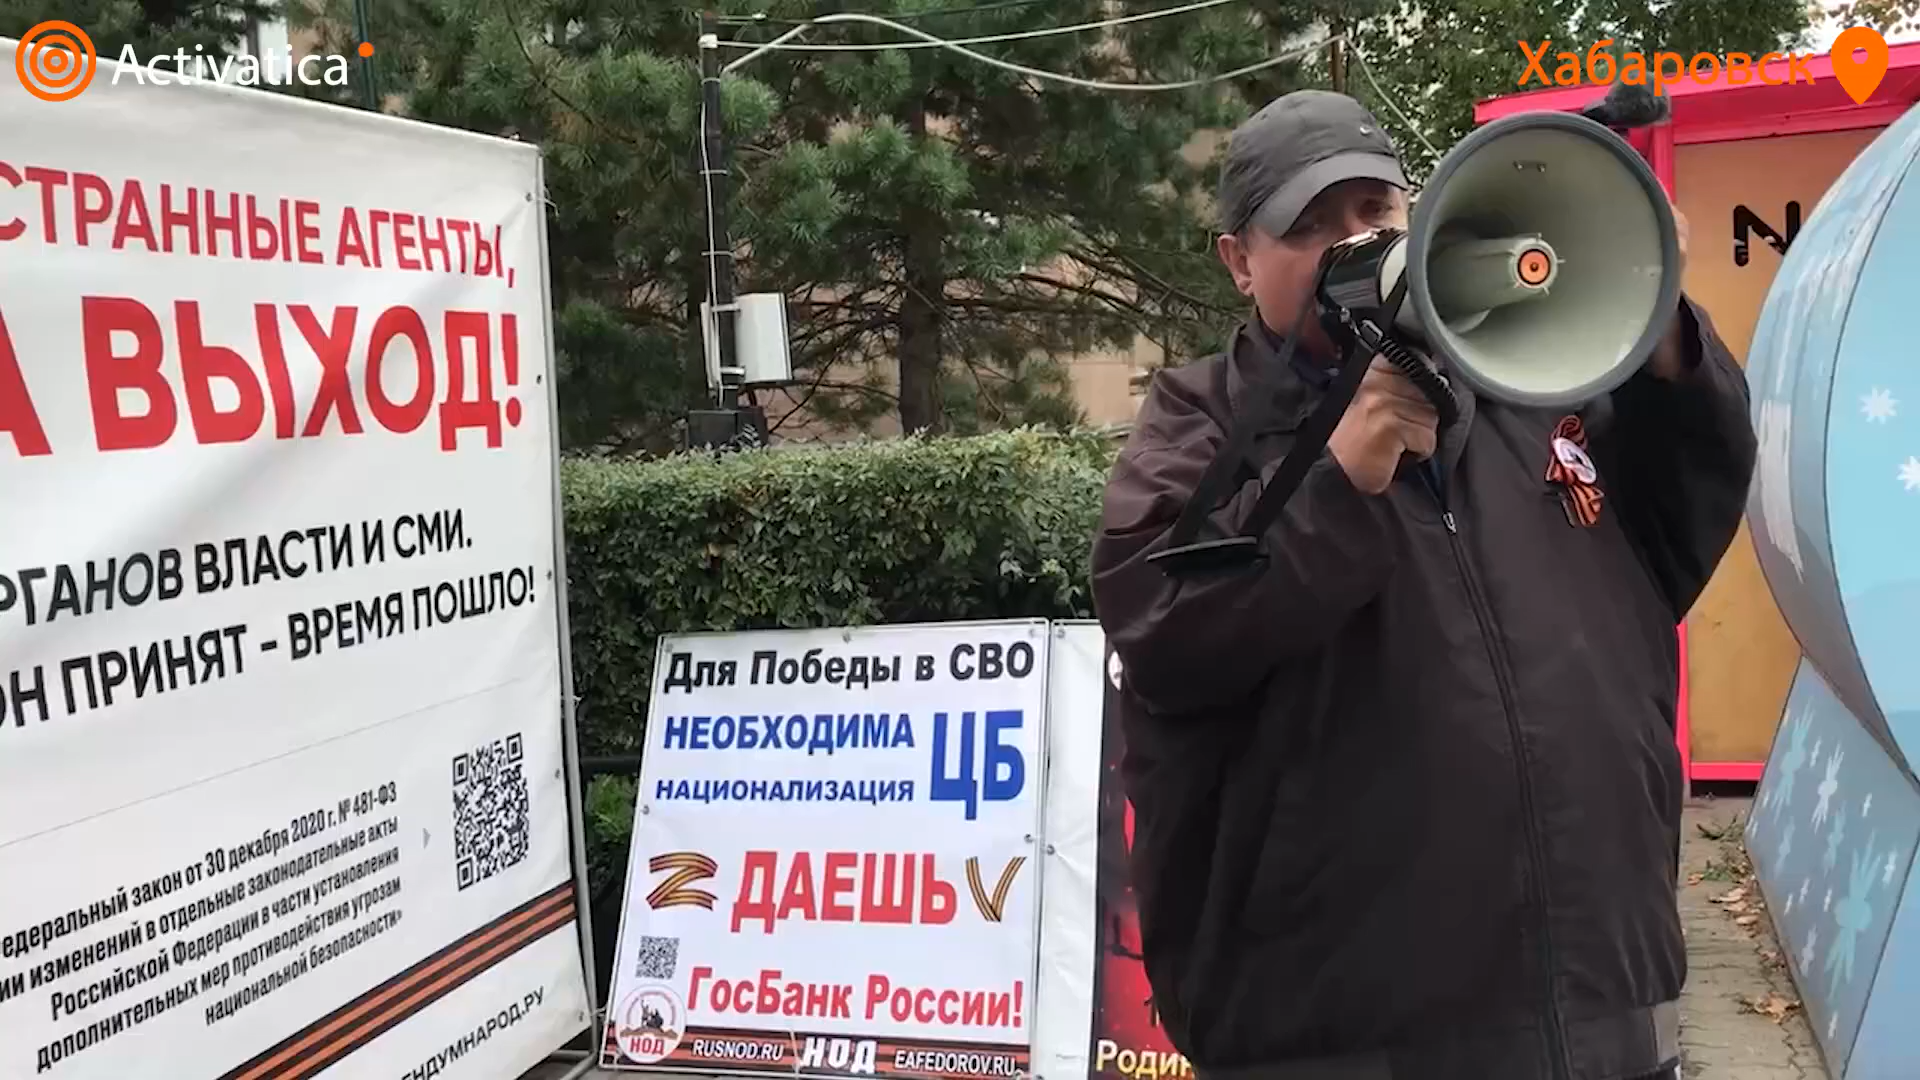 Activatica
Хабаровск
СТРАННЫЕ АГЕНТЫ,
ВЫХОД!
ОРГАНОВ ВЛАСТИ И СМИ.
ОН ПРИНЯТ - ВРЕМЯ ПОШЛО!
едеральный закон от 30 декабря 2020 г. № 481-ФЗ
ии изменений в отдельные законодательные акты
Российской Федерации в части установления
дополнительных мер противодействия угрозам
национальной безопасности»
ЕНДУМНАРОД.РУ
Для Победы в СВО
НЕОБХОДИМА ЦБ
НАЦИОНАЛИЗАЦИЯ
Z ДАЕШЬ V
ГосБанк России!
НОД RUSNOD.RU НОД EAFEDOROV.RU
Родин
N